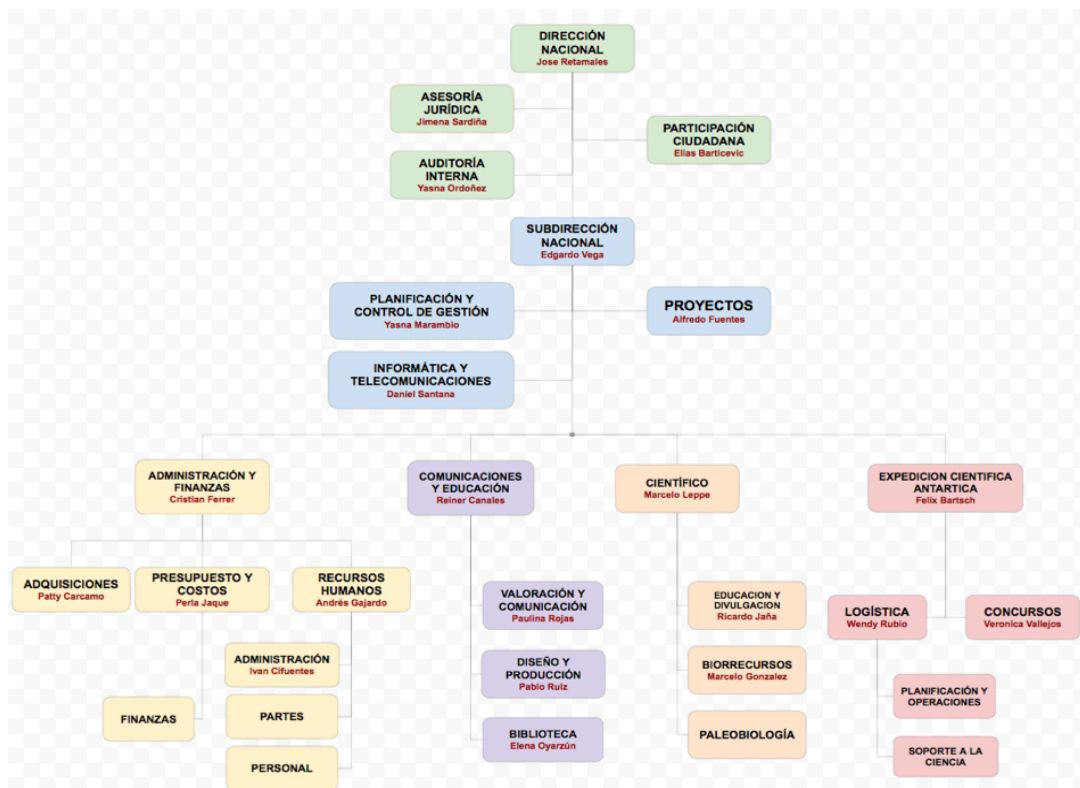 DIRECCIÓN
NACIONAL
Jose Retamales
ASESORÍA
JURÍDICA
Jimena Sardiña
PARTICIPACIÓN
CIUDADANA
Elías Barticevic
AUDITORÍA
INTERNA
Yasna Ordoñez
SUBDIRECCIÓN
NACIONAL
Edgardo Vega
PLANIFICACIÓN Y
CONTROL DE GESTIÓN
Yasna Marambio
PROYECTOS
Alfredo Fuentes
INFORMÁTICA Y
TELECOMUNICACIONES
Daniel Santana
ADMINISTRACIÓN Y
FINANZAS
Cristian Ferrer
COMUNICACIONES
Y EDUCACIÓN
Reiner Canales
CIENTÍFICO
Marcelo Leppe
EXPEDICION CIENTIFICA
ANTARTICA
Felix Bartsch
ADQUISICIONES
Patty Carcamo
PRESUPUESTO Y
COSTOS
Perla Jaque
RECURSOS
HUMANOS
Andrés Gajardo
VALORACIÓN Y
COMUNICACIÓN
Paulina Rojas
EDUCACION Y
DIVULGACION
Ricardo Jaña
LOGÍSTICA
Wendy Rubio
CONCURSOS
Veronica Vallejos
ADMINISTRACIÓN
Ivan Cifuentes
DISEÑO Y
PRODUCCIÓN
Pablo Ruiz
BIORRECURSOS
Marcelo Gonzalez
PLANIFICACIÓN Y
OPERACIONES
FINANZAS
PARTES
BIBLIOTECA
Elena Oyarzún
PALEOBIOLOGÍA
SOPORTE A LA
CIENCIA
PERSONAL